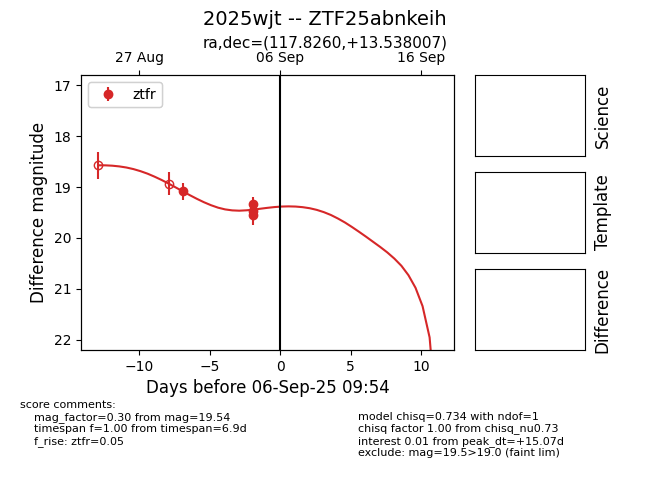 2025wjt -- ZTF25abnkeih
ra,dec=(117.8260,+13.538007)
27 Aug 06 Sep 16 Sep
ztfr
17
18
19
20
21
22
Difference magnitude
−10 −5 0 5 10
Days before 06-Sep-25 09:54
Science
Template
Difference
score comments:
mag_factor=0.30 from mag=19.54
timespan f=1.00 from timespan=6.9d
f_rise: ztfr=0.05
model chisq=0.734 with ndof=1
chisq factor 1.00 from chisq_nu0.73
interest 0.01 from peak_dt=+15.07d
exclude: mag=19.5>19.0 (faint lim)